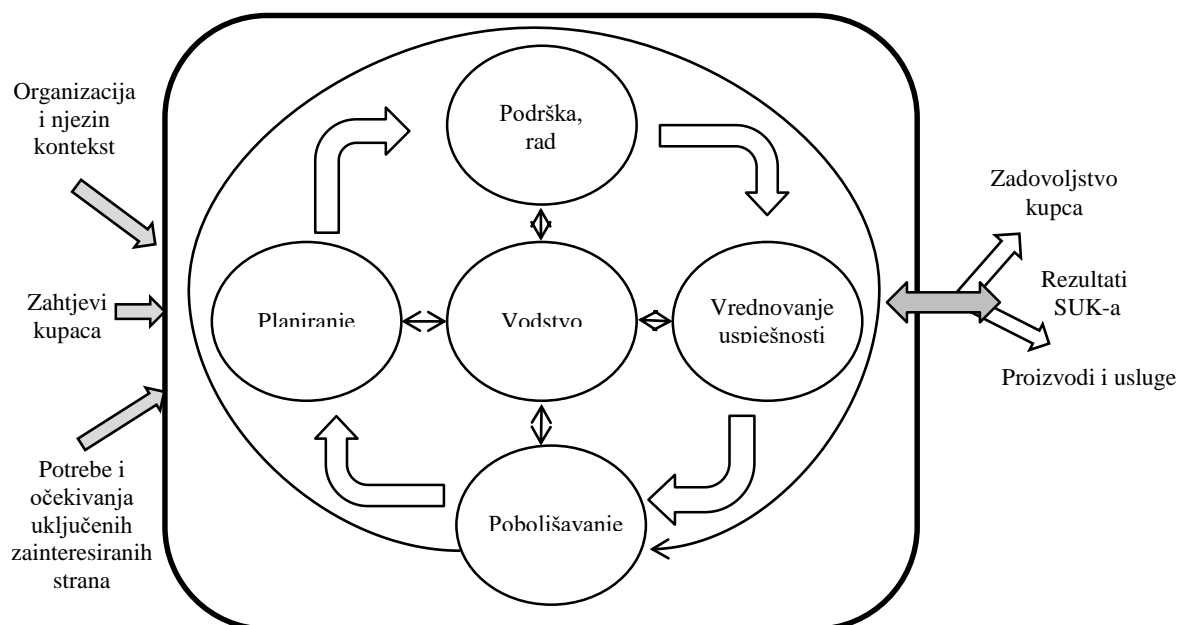 Organizacija
i njezin
kontekst
Zahtjevi
kupaca
Potrebe i
očekivanja
uključenih
zainteresiranih
strana
Podrška,
rad
Planiranje
Vodstvo
Vrednovanje
uspješnosti
Poboljšavanje
Zadovoljstvo
kupca
Rezultati
SUK-a
Proizvodi i usluge